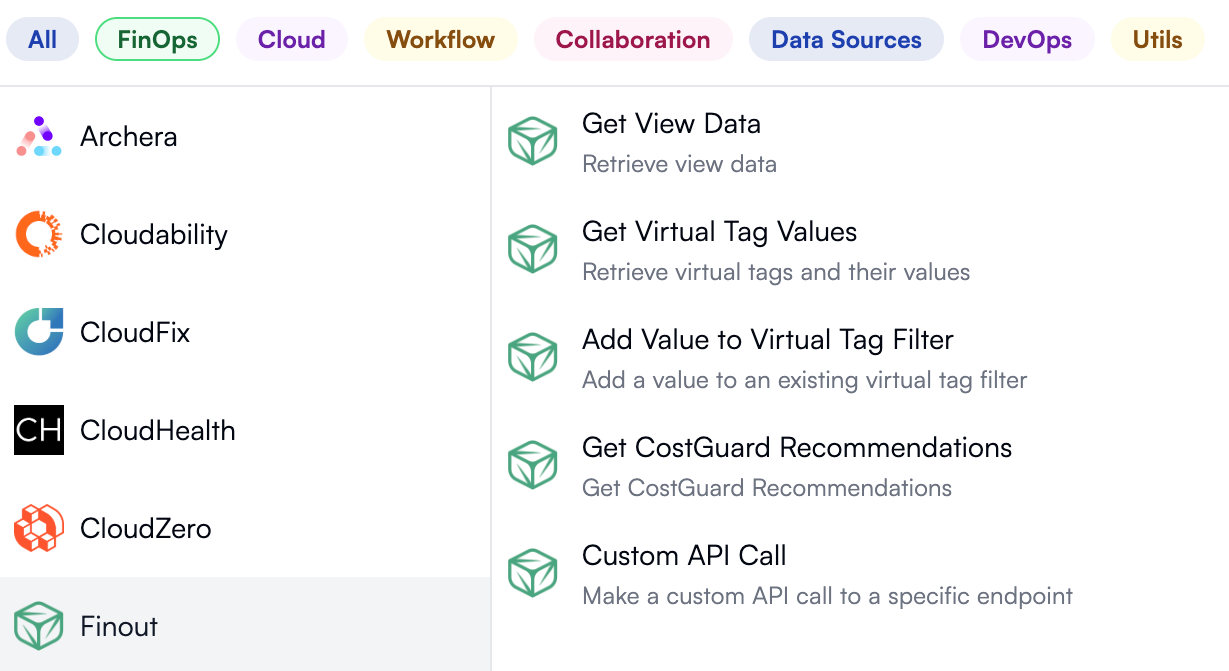 All FinOps Cloud Workflow Collaboration Data Sources DevOps Utils
Archera
Cloudability
CloudFix
CH CloudHealth
CloudZero
Finout
Get View Data
Retrieve view data
Get Virtual Tag Values
Retrieve virtual tags and their values
Add Value to Virtual Tag Filter
Add a value to an existing virtual tag filter
Get CostGuard Recommendations
Get CostGuard Recommendations
Custom API Call
Make a custom API call to a specific endpoint